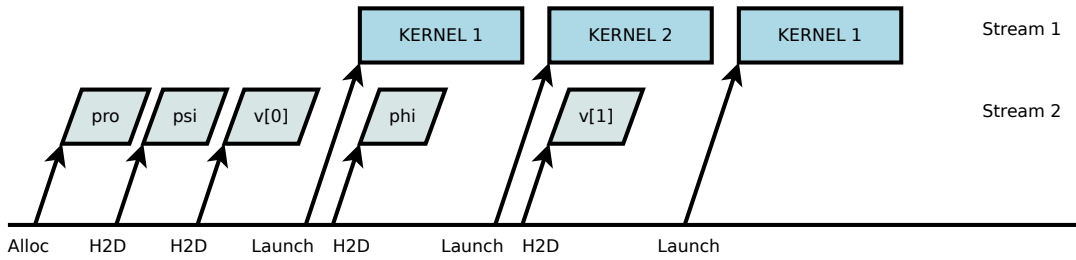 KERNEL 1 KERNEL 2 KERNEL 1 Stream 1
pro psi v[0] phi v[1] Stream 2
Alloc H2D H2D Launch H2D Launch H2D Launch